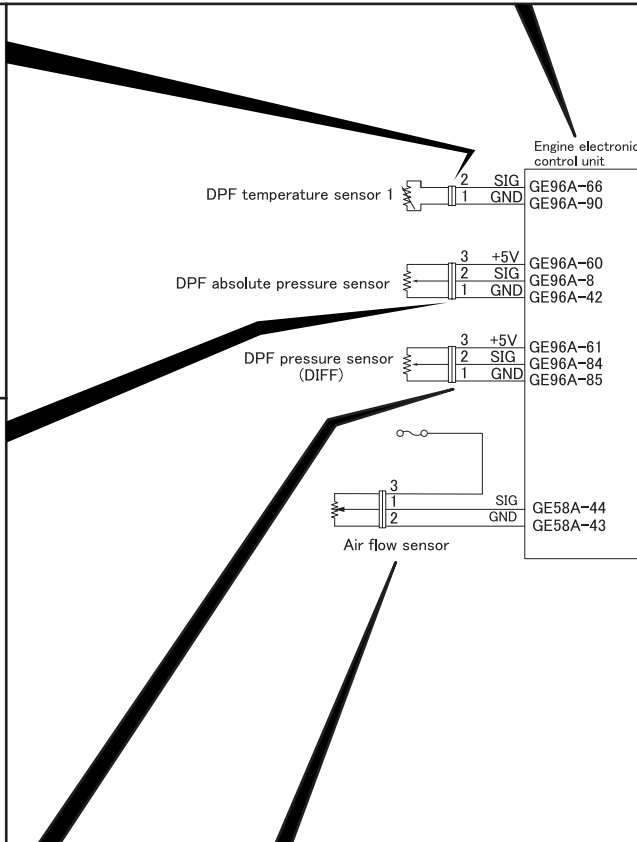 Engine electronic
control unit
DPF temperature sensor 1
2 SIG GE96A-66
1 GND GE96A-90
DPF absolute pressure sensor
3 +5V GE96A-60
2 SIG GE96A-8
1 GND GE96A-42
DPF pressure sensor
(DIFF)
3 +5V GE96A-61
2 SIG GE96A-84
1 GND GE96A-85
3
1 SIG GE58A-44
2 GND GE58A-43
Air flow sensor